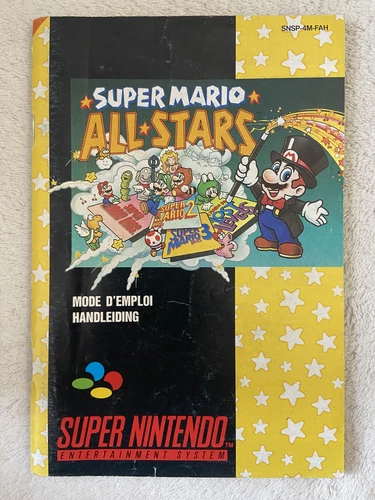 SNSP-4M-FAH
SUPER MARIO
ALL★STARS
SUPER
MARIO 2
SUPER
MARIO 3
MODE D'EMPLOI
HANDLEIDING
SUPER NINTENDO™
ENTERTAINMENT SYSTEM